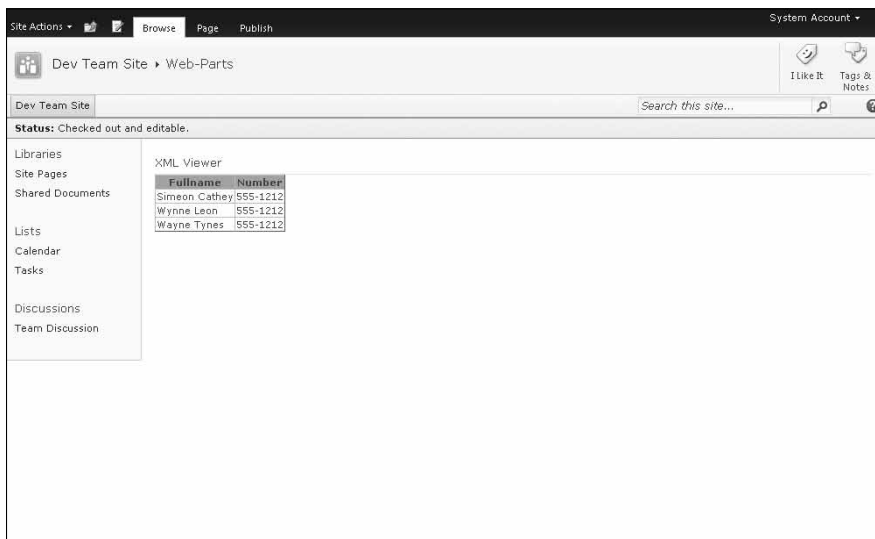 Site Actions Browse Page Publish System Account
Dev Team Site Web-Parts
I Like It Tags & Notes
Dev Team Site Search this site...
Status: Checked out and editable.
Libraries
Site Pages
Shared Documents
Lists
Calendar
Tasks
Discussions
Team Discussion
XML Viewer
Fullname Number
Simeon Cathey 555-1212
Wynne Leon 555-1212
Wayne Tynes 555-1212